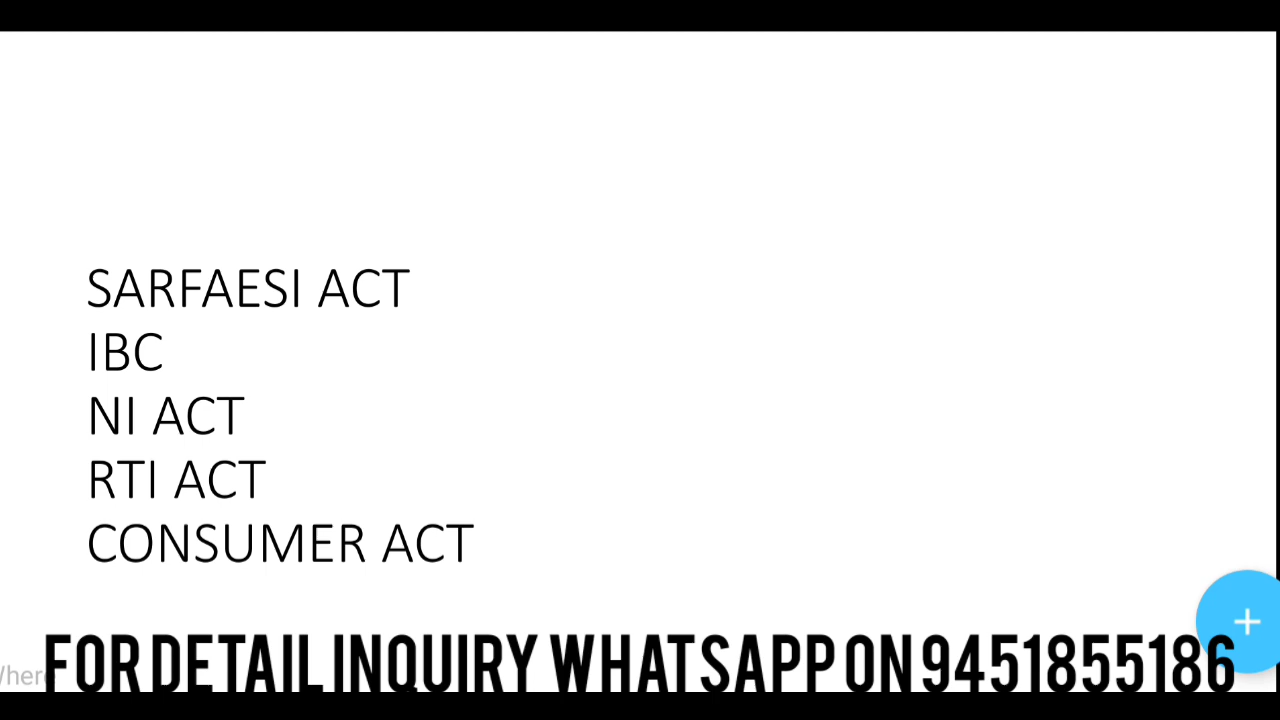 SARFAESI ACT
IBC
NI ACT
RTI ACT
CONSUMER ACT
FOR DETAIL INQUIRY WHATSAPP ON 9451855186